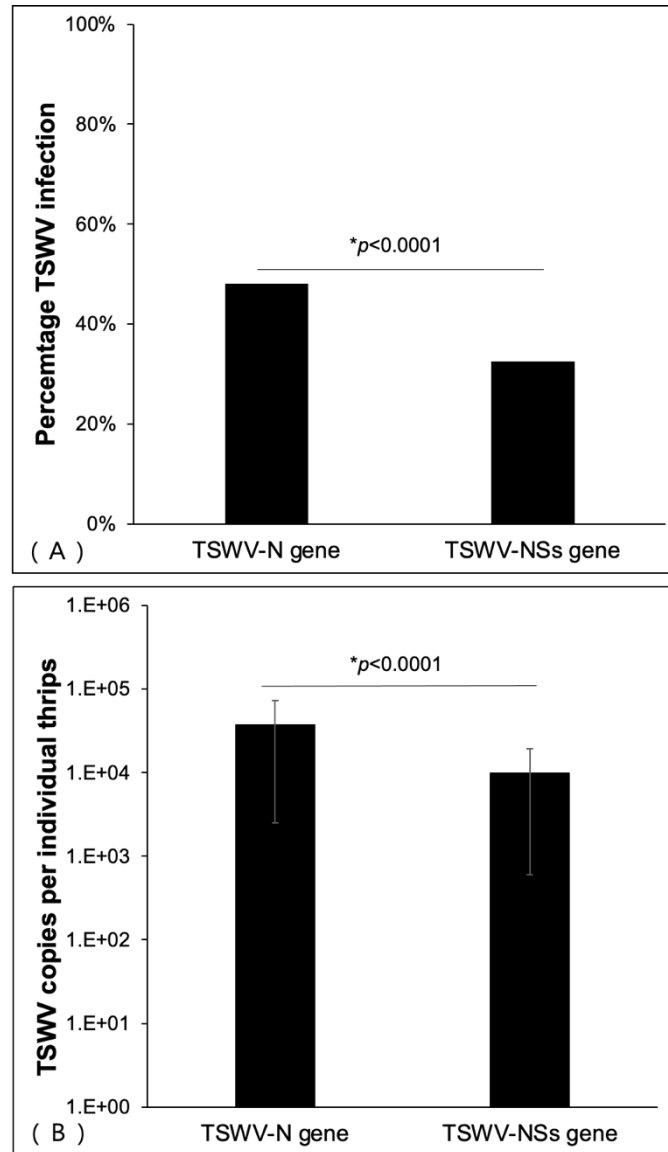 100%
80%
60%
40%
20%
0%
Percemtage TSWV infection
*p<0.0001
TSWV-N gene
TSWV-NSs gene
( A )
1.E+06
1.E+05
1.E+04
1.E+03
1.E+02
1.E+01
1.E+00
TSWV copies per individual thrips
*p<0.0001
TSWV-N gene
TSWV-NSs gene
( B )